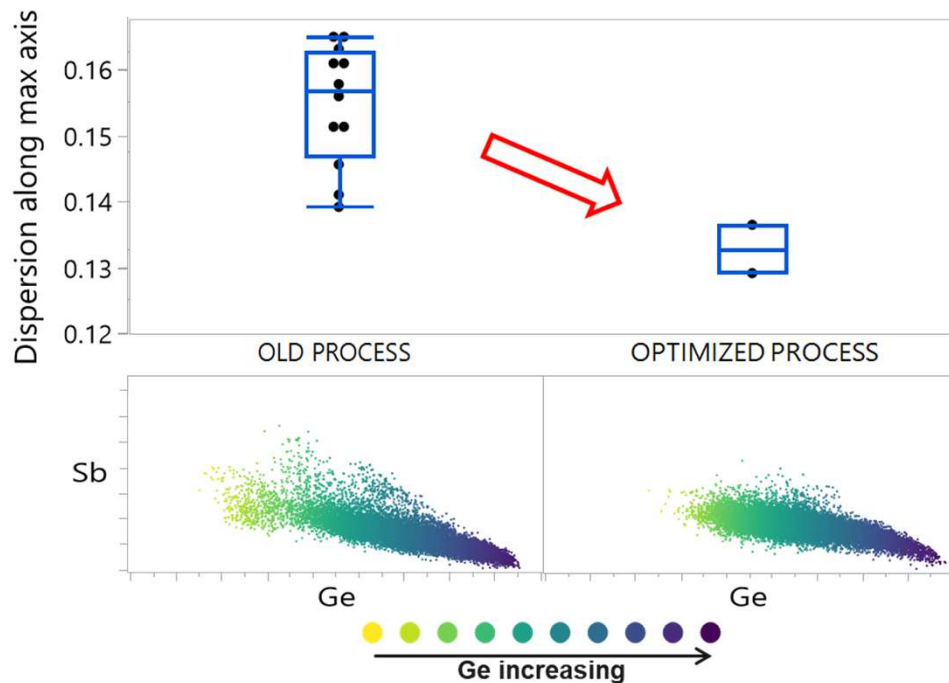 Dispersion along max axis
0.16
0.15
0.14
0.13
0.12
OLD PROCESS
OPTIMIZED PROCESS
Sb
Ge
Ge
Ge increasing